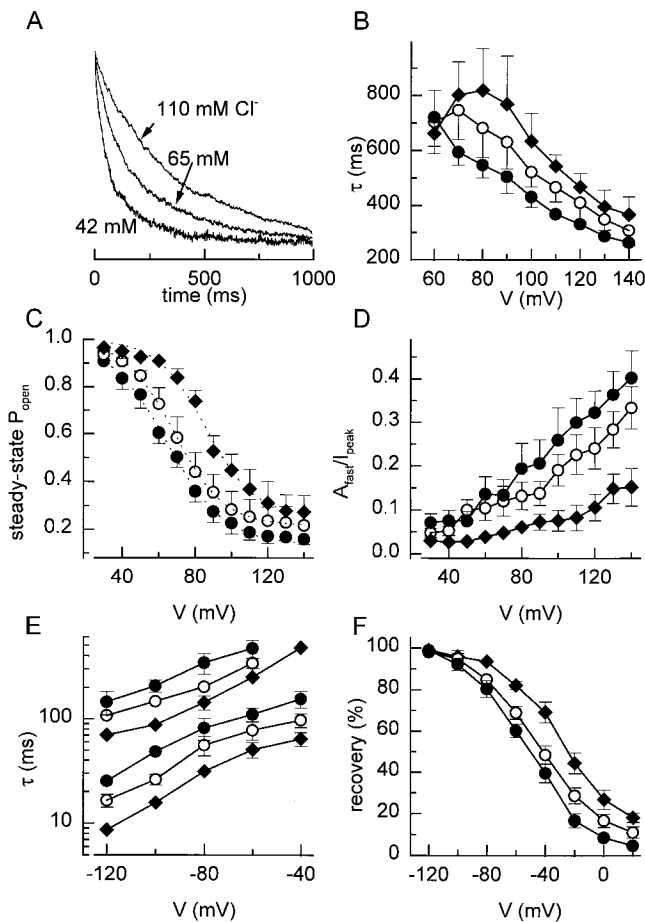 A
110 mM Cl⁻
65 mM
42 mM
0
500
1000
time (ms)
B
800
600
400
200
τ (ms)
60
80
100
120
140
V (mV)
C
1.0
0.8
0.6
0.4
0.2
steady-state P_open
40
80
120
V (mV)
D
0.4
0.3
0.2
0.1
0.0
A_fast/I_peak
40
80
120
V (mV)
E
100
10
τ (ms)
-120
-80
-40
V (mV)
F
100
80
60
40
20
0
recovery (%)
-120
-80
-40
0
V (mV)